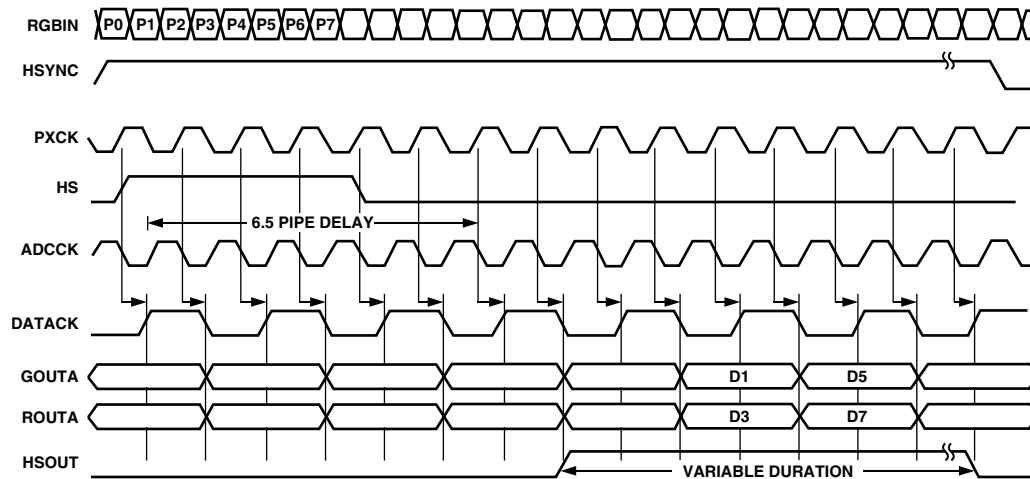 RGBIN P0 P1 P2 P3 P4 P5 P6 P7
HSYNC
PXCK
HS
6.5 PIPE DELAY
ADCCK
DATACK
GOUTA D1 D5
ROUTA D3 D7
HSOUT VARIABLE DURATION